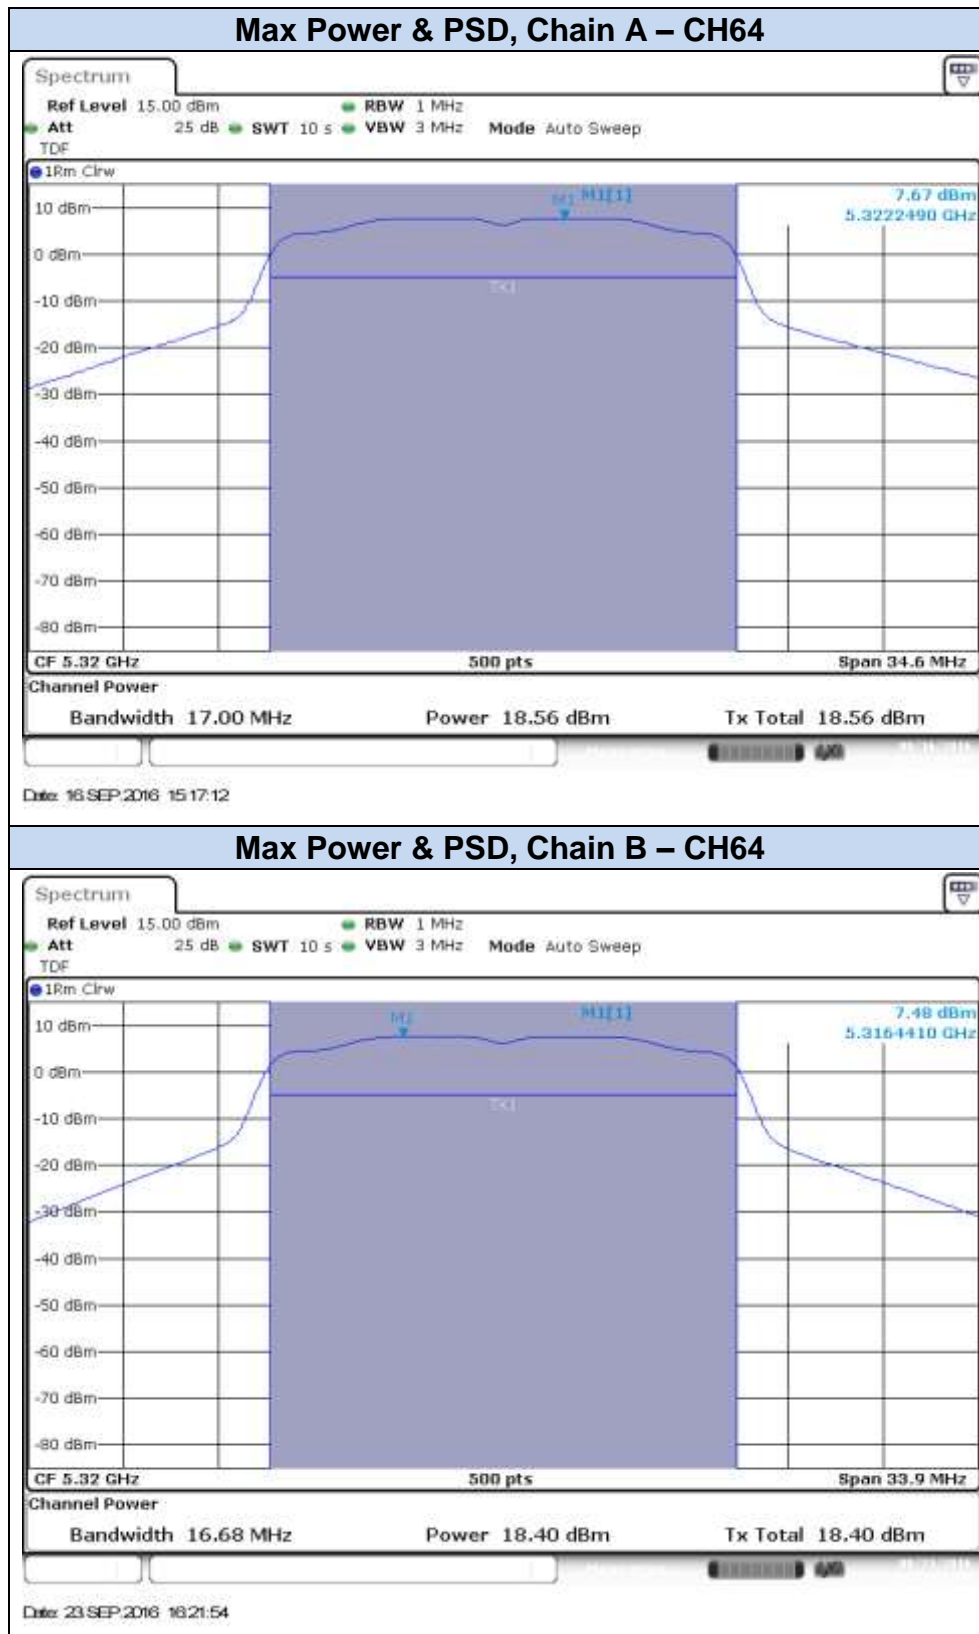 Max Power & PSD, Chain A – CH64
Spectrum
Ref Level 15.00 dBm RBW 1 MHz
Att 25 dB SWT 10 s VBW 3 MHz Mode Auto Sweep
TDF
1Rm Clrw
M1 M1[1] 7.67 dBm
5.3222490 GHz
10 dBm
0 dBm
TX1
-10 dBm
-20 dBm
-30 dBm
-40 dBm
-50 dBm
-60 dBm
-70 dBm
-80 dBm
CF 5.32 GHz 500 pts Span 34.6 MHz
Channel Power
Bandwidth 17.00 MHz Power 18.56 dBm Tx Total 18.56 dBm
Date: 16.SEP.2016 15:17:12
Max Power & PSD, Chain B – CH64
Spectrum
Ref Level 15.00 dBm RBW 1 MHz
Att 25 dB SWT 10 s VBW 3 MHz Mode Auto Sweep
TDF
1Rm Clrw
M1 M1[1] 7.48 dBm
5.3164410 GHz
10 dBm
0 dBm
TX1
-10 dBm
-20 dBm
-30 dBm
-40 dBm
-50 dBm
-60 dBm
-70 dBm
-80 dBm
CF 5.32 GHz 500 pts Span 33.9 MHz
Channel Power
Bandwidth 16.68 MHz Power 18.40 dBm Tx Total 18.40 dBm
Date: 23.SEP.2016 16:21:54